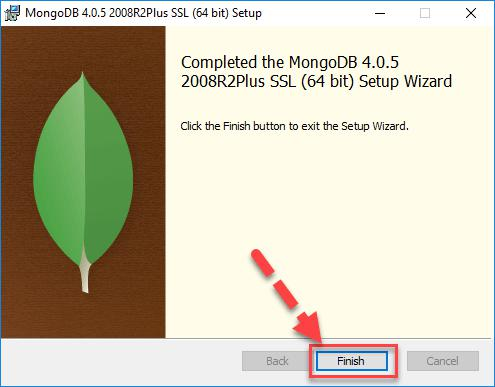 MongoDB 4.0.5 2008R2Plus SSL (64 bit) Setup
Completed the MongoDB 4.0.5
2008R2Plus SSL (64 bit) Setup Wizard
Click the Finish button to exit the Setup Wizard.
Back Finish Cancel